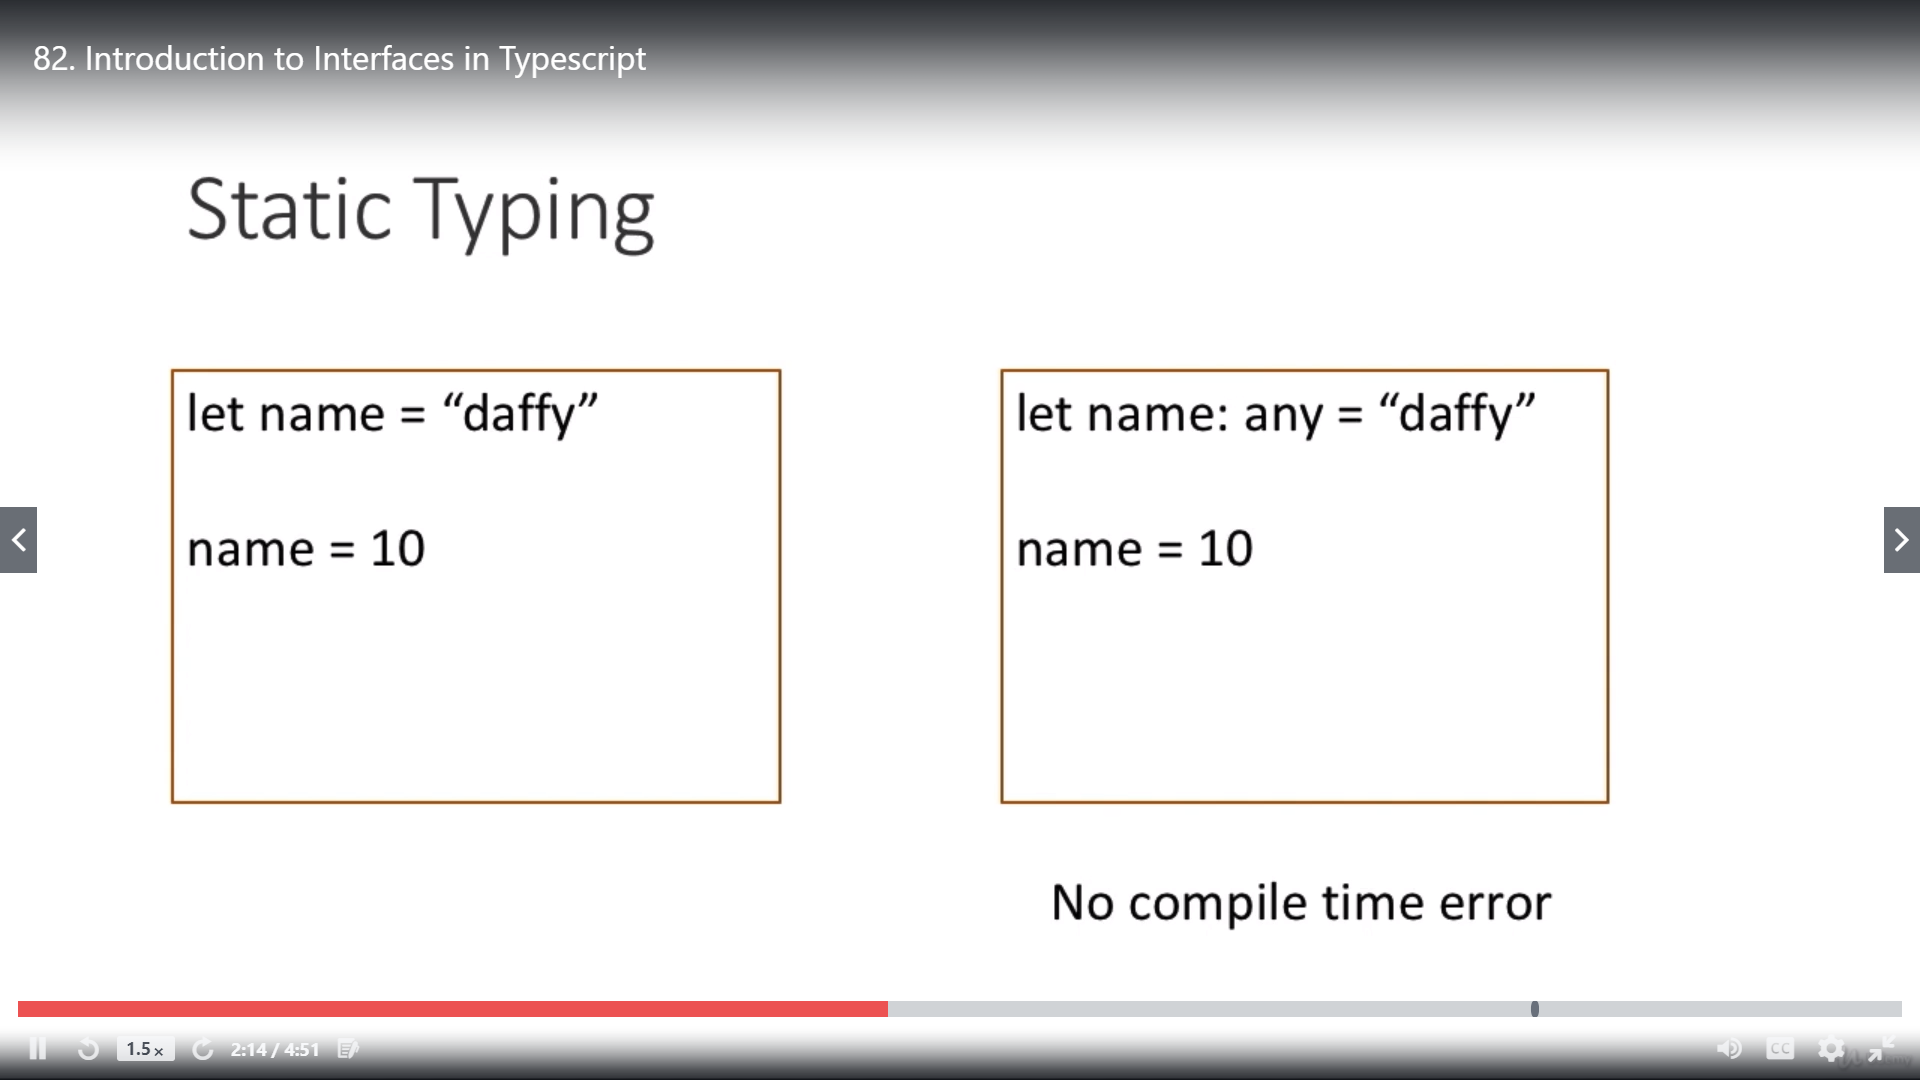 82. Introduction to Interfaces in Typescript
Static Typing
let name = “daffy”
name = 10
let name: any = “daffy”
name = 10
No compile time error
1.5×
2:14 / 4:51
CC